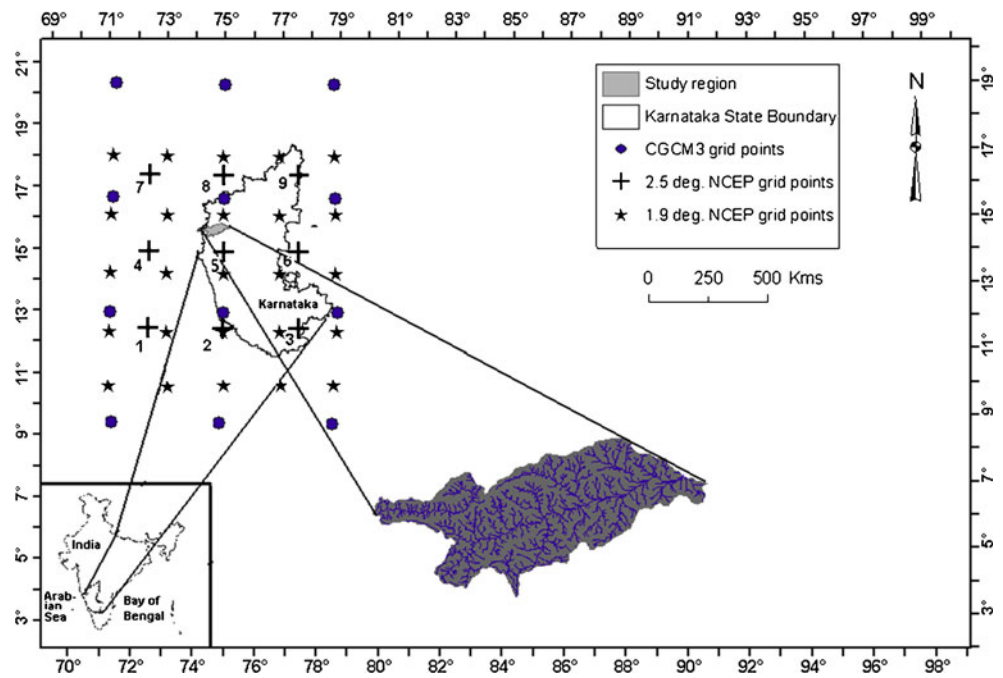 69° 71° 73° 75° 77° 79° 81° 83° 85° 87° 89° 91° 93° 95° 97° 99°
21°
19°
17°
15°
13°
11°
9°
7°
5°
3°
19°
17°
15°
13°
11°
9°
7°
5°
3°
1°
Study region
Karnataka State Boundary
CGCM3 grid points
2.5 deg. NCEP grid points
1.9 deg. NCEP grid points
N
0 250 500 Kms
7 8 9
4 5 6
Karnataka
1 2 3
India
Arab-
ian
Sea
Bay of
Bengal
70° 72° 74° 76° 78° 80° 82° 84° 86° 88° 90° 92° 94° 96° 98°